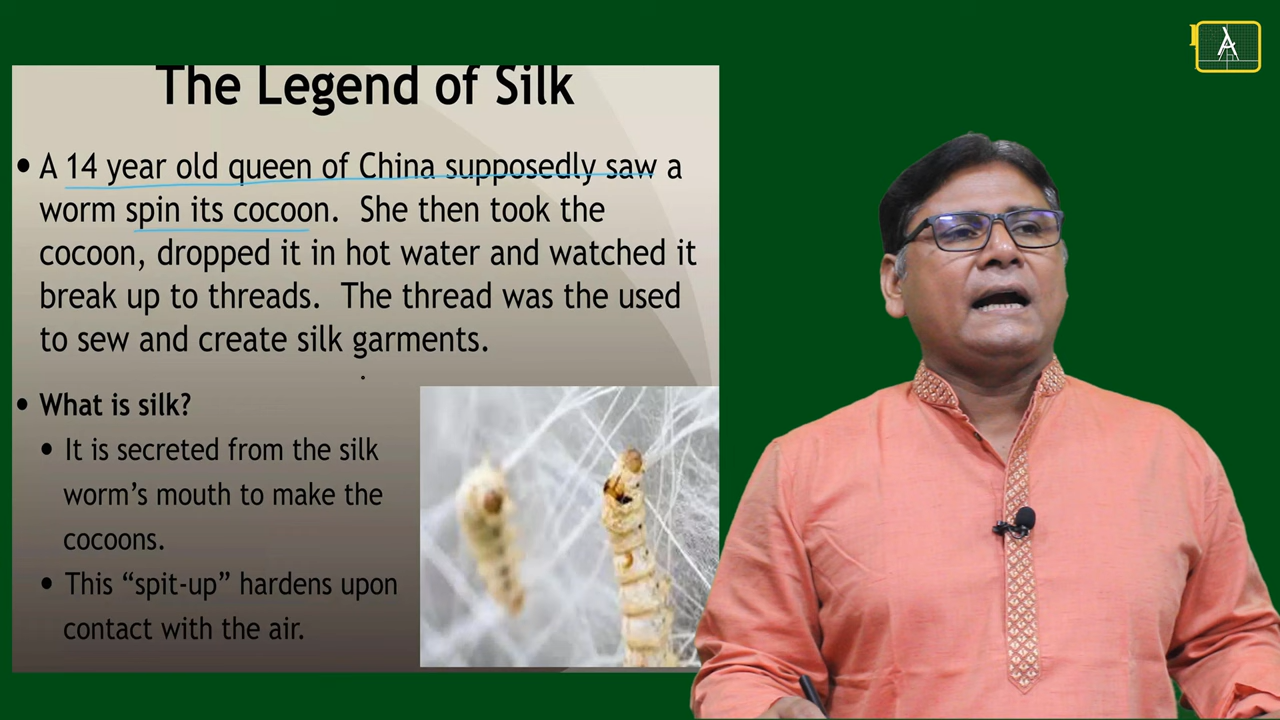 The Legend of Silk
• A 14 year old queen of China supposedly saw a
worm spin its cocoon. She then took the
cocoon, dropped it in hot water and watched it
break up to threads. The thread was the used
to sew and create silk garments.
• What is silk?
• It is secreted from the silk
worm’s mouth to make the
cocoons.
• This “spit-up” hardens upon
contact with the air.